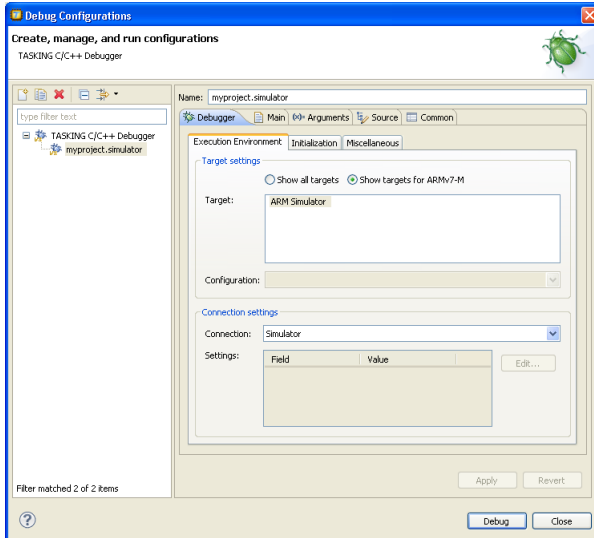 Debug Configurations
Create, manage, and run configurations
TASKING C/C++ Debugger
type filter text
TASKING C/C++ Debugger
myproject.simulator
Filter matched 2 of 2 items
Name: myproject.simulator
Debugger Main (x)= Arguments Source Common
Execution Environment Initialization Miscellaneous
Target settings
Show all targets Show targets for ARMv7-M
Target: ARM Simulator
Configuration:
Connection settings
Connection: Simulator
Settings: Field Value
Edit...
Apply Revert
? Debug Close